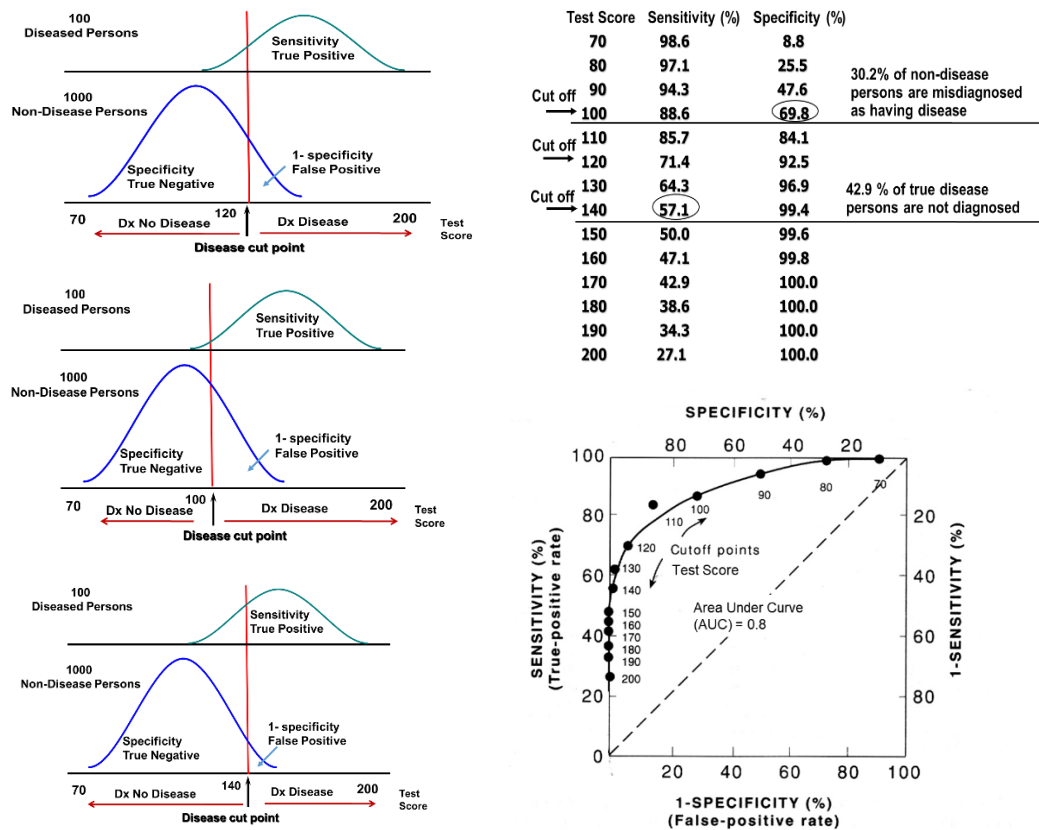 100
Diseased Persons
Sensitivity
True Positive
1000
Non-Disease Persons
1- specificity
False Positive
Specificity
True Negative
70
Dx No Disease
120
Dx Disease
200
Test
Score
Disease cut point
100
Diseased Persons
Sensitivity
True Positive
1000
Non-Disease Persons
1- specificity
False Positive
Specificity
True Negative
70
Dx No Disease
100
Dx Disease
200
Test
Score
Disease cut point
100
Diseased Persons
Sensitivity
True Positive
1000
Non-Disease Persons
1- specificity
False Positive
Specificity
True Negative
70
Dx No Disease
140
Dx Disease
200
Test
Score
Disease cut point
Test Score Sensitivity (%) Specificity (%)
70 98.6 8.8
80 97.1 25.5
90 94.3 47.6
Cut off
100 88.6 69.8
30.2% of non-disease
persons are misdiagnosed
as having disease
110 85.7 84.1
Cut off
120 71.4 92.5
130 64.3 96.9
Cut off
140 57.1 99.4
42.9 % of true disease
persons are not diagnosed
150 50.0 99.6
160 47.1 99.8
170 42.9 100.0
180 38.6 100.0
190 34.3 100.0
200 27.1 100.0
SPECIFICITY (%)
80 60 40 20
100
80
60
40
20
0
SENSITIVITY (%)
(True-positive rate)
70
80
90
100
110
120
130
140
150
160
170
180
190
200
Cutoff points
Test Score
Area Under Curve
(AUC) = 0.8
20
40
60
80
1-SENSITIVITY (%)
0 20 40 60 80 100
1-SPECIFICITY (%)
(False-positive rate)